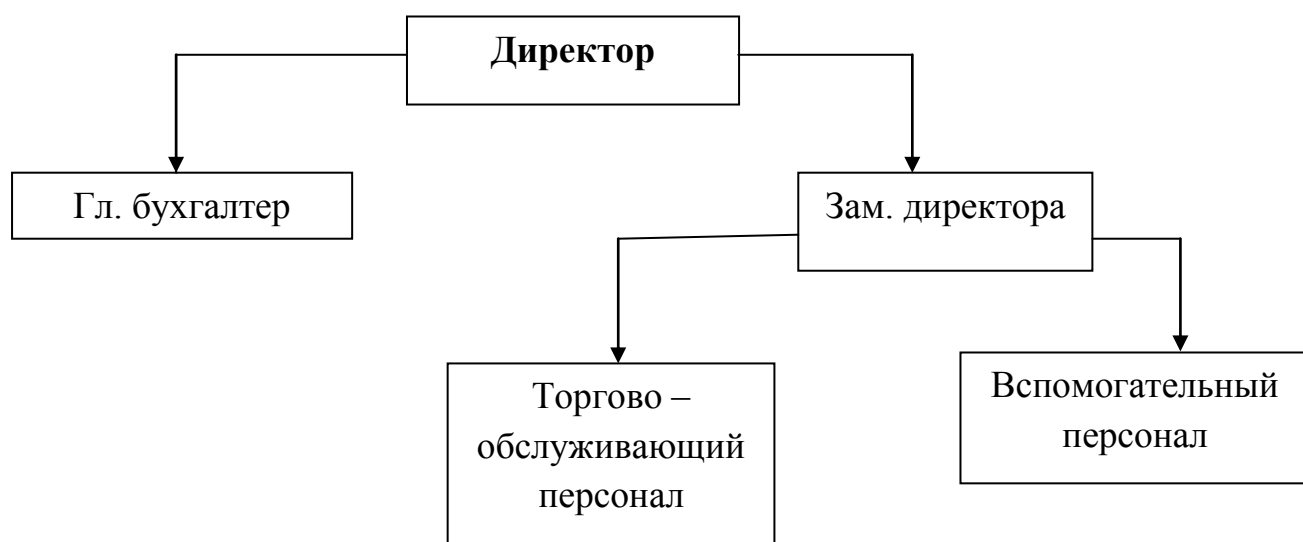 Директор
Гл. бухгалтер
Зам. директора
Торгово –
обслуживающий
персонал
Вспомогательный
персонал